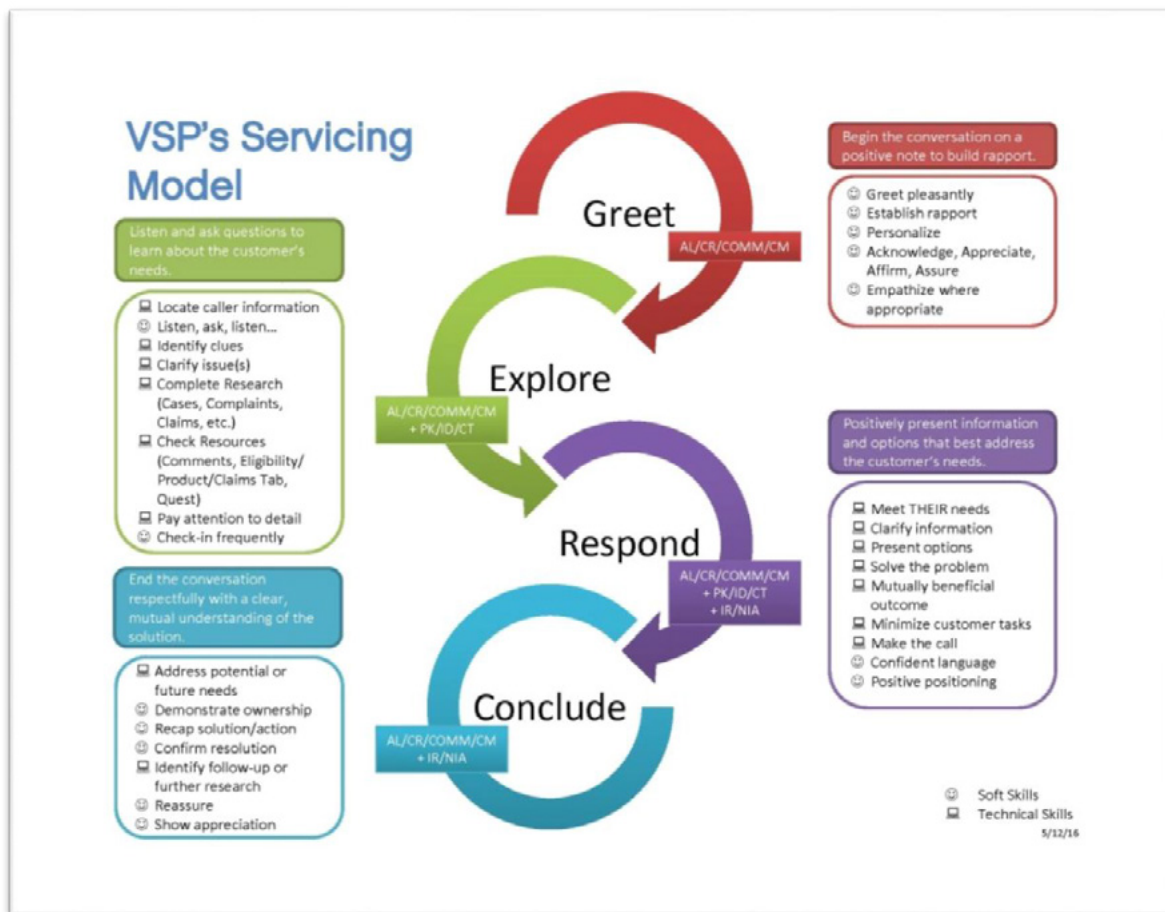 VSP's Servicing
Model
Greet
AL/CR/COMM/CM
Begin the conversation on a
positive note to build rapport.
☺ Greet pleasantly
☺ Establish rapport
☺ Personalize
☺ Acknowledge, Appreciate,
Affirm, Assure
☺ Empathize where
appropriate
Listen and ask questions to
learn about the customer's
needs.
💻 Locate caller information
☺ Listen, ask, listen...
💻 Identify clues
💻 Clarify issue(s)
💻 Complete Research
(Cases, Complaints,
Claims, etc.)
💻 Check Resources
(Comments, Eligibility/
Product/Claims Tab,
Quest)
💻 Pay attention to detail
☺ Check-in frequently
Explore
AL/CR/COMM/CM
+ PK/ID/CT
Respond
AL/CR/COMM/CM
+ PK/ID/CT
+ IR/NIA
Positively present information
and options that best address
the customer's needs.
💻 Meet THEIR needs
💻 Clarify information
💻 Present options
💻 Solve the problem
💻 Mutually beneficial
outcome
💻 Minimize customer tasks
💻 Make the call
☺ Confident language
☺ Positive positioning
End the conversation
respectfully with a clear,
mutual understanding of the
solution.
💻 Address potential or
future needs
☺ Demonstrate ownership
☺ Recap solution/action
☺ Confirm resolution
💻 Identify follow-up or
further research
☺ Reassure
☺ Show appreciation
Conclude
AL/CR/COMM/CM
+ IR/NIA
☺ Soft Skills
💻 Technical Skills
5/12/16